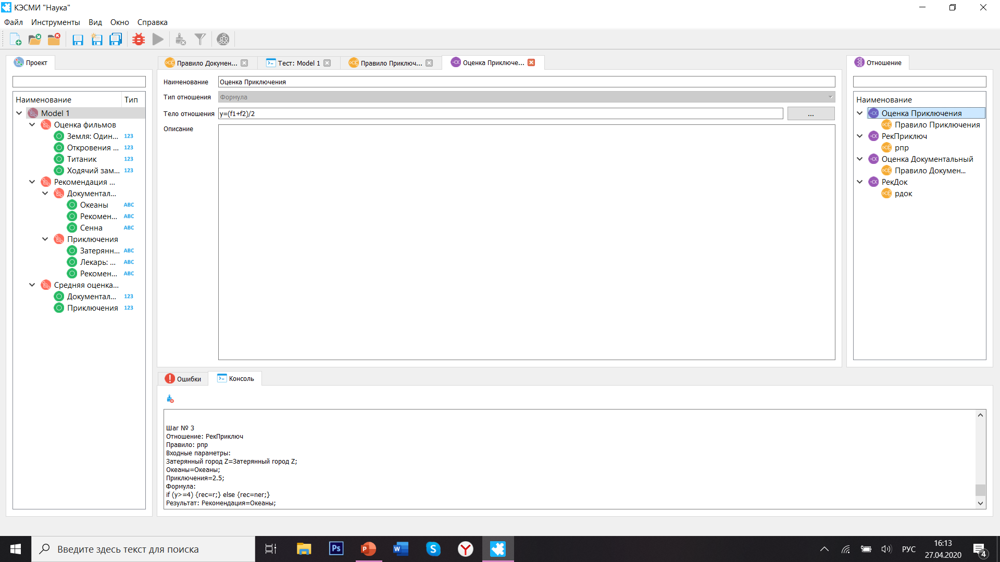 КЭСМИ "Наука"
Файл Инструменты Вид Окно Справка
Проект
Наименование Тип
Model 1
Оценка фильмов
Земля: Один... 123
Откровения ... 123
Титаник 123
Ходячий зам... 123
Рекомендация ...
Документал...
Океаны ABC
Рекомен... ABC
Сенна ABC
Приключения
Затерянн... ABC
Лекарь: ... ABC
Рекомен... ABC
Средняя оценка...
Документал... 123
Приключения 123
Правило Докумен... Тест: Model 1 Правило Приключ... Оценка Приключе...
Наименование Оценка Приключения
Тип отношения Формула
Тело отношения y=(f1+f2)/2 ...
Описание
Отношение
Наименование
Оценка Приключения
Правило Приключения
РекПриключ
рпр
Оценка Документальный
Правило Докумен...
РекДок
рдок
Ошибки Консоль
Шаг № 3
Отношение: РекПриключ
Правило: рпр
Входные параметры:
Затерянный город Z=Затерянный город Z;
Океаны=Океаны;
Приключения=2.5;
Формула:
if (y>=4) {rec=r;} else {rec=ner;}
Результат: Рекомендация=Океаны;
Введите здесь текст для поиска
Ps
P
W
S
Y
РУС
16:13
27.04.2020
4